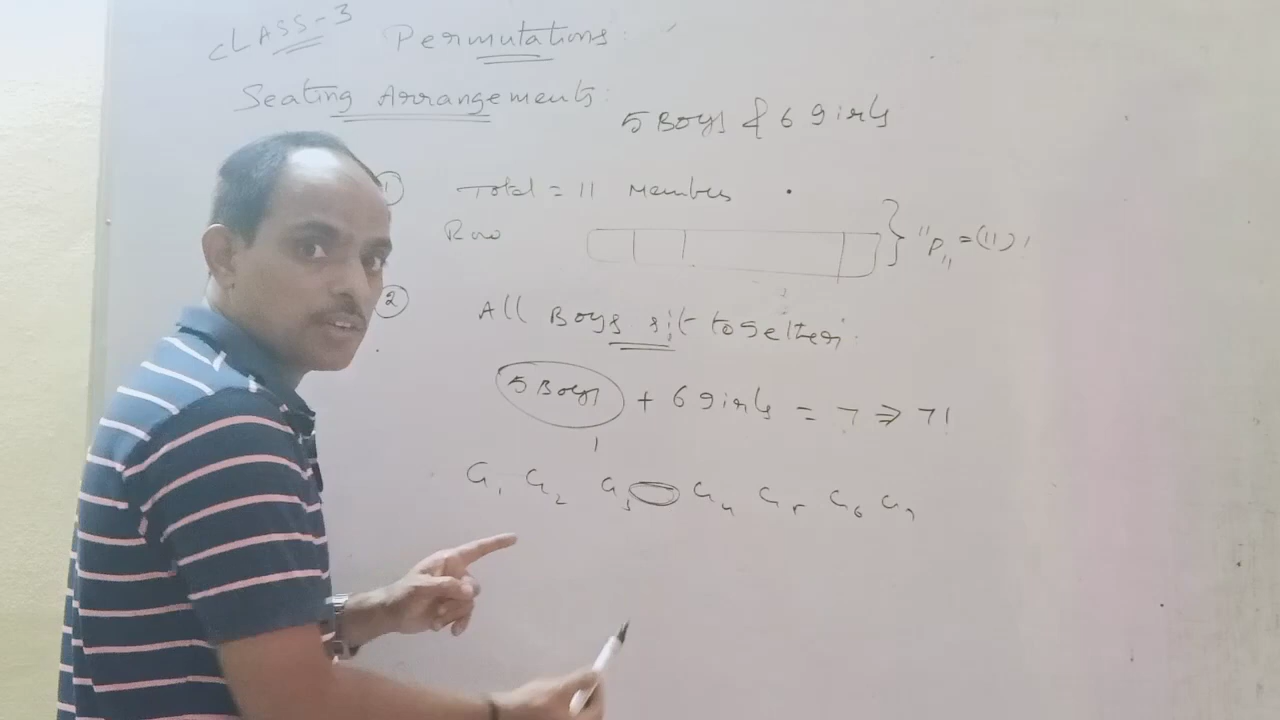 CLASS-3 Permutations:
Seating Arrangements:
5 Boys & 6 girls
① Total = 11 Members
Row } ¹¹P₁₁ = (11)!
② All Boys sit together:
5 Boys + 6 girls = 7 ⇒ 7!
1
G₁ G₂ G₃ G₄ G₅ G₆ G₇